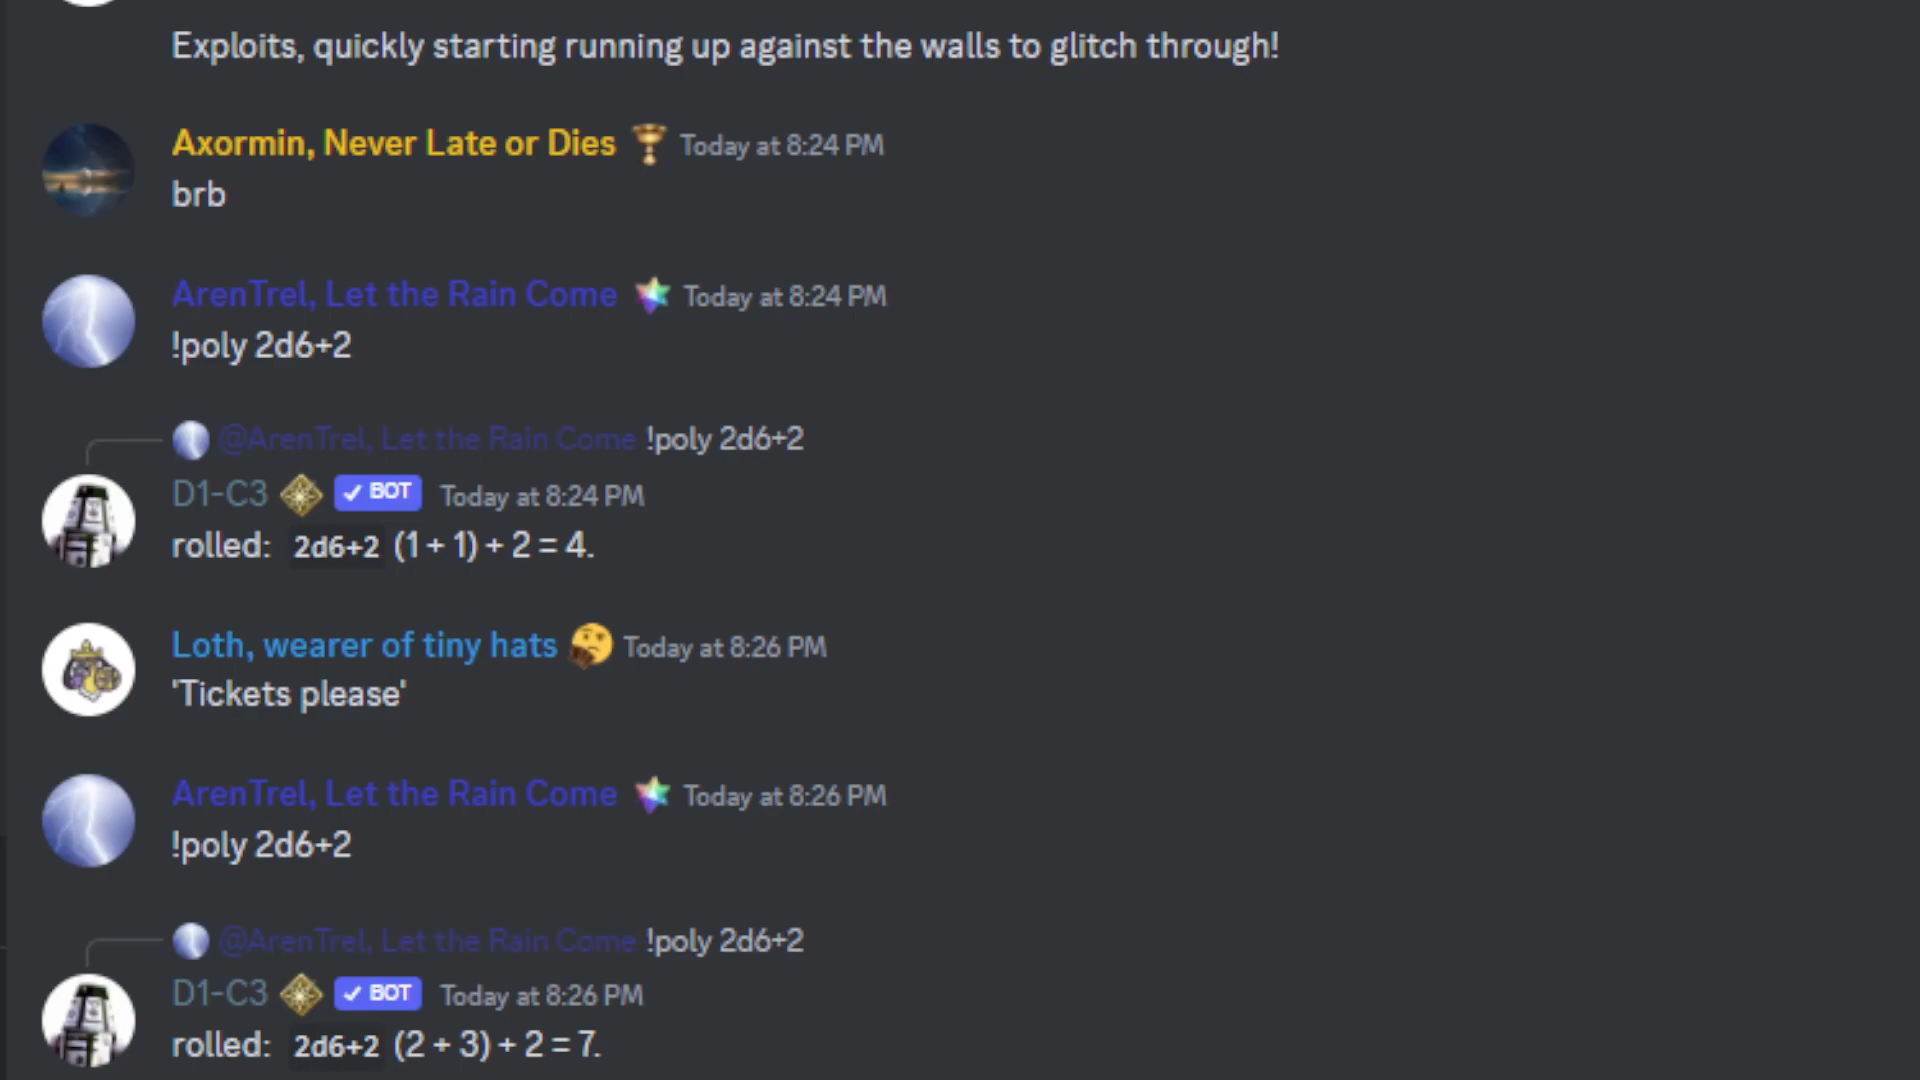 Exploits, quickly starting running up against the walls to glitch through!
Axormin, Never Late or Dies Today at 8:24 PM
brb
ArenTrel, Let the Rain Come Today at 8:24 PM
!poly 2d6+2
@ArenTrel, Let the Rain Come !poly 2d6+2
D1-C3 BOT Today at 8:24 PM
rolled: 2d6+2 (1 + 1) + 2 = 4.
Loth, wearer of tiny hats Today at 8:26 PM
'Tickets please'
ArenTrel, Let the Rain Come Today at 8:26 PM
!poly 2d6+2
@ArenTrel, Let the Rain Come !poly 2d6+2
D1-C3 BOT Today at 8:26 PM
rolled: 2d6+2 (2 + 3) + 2 = 7.